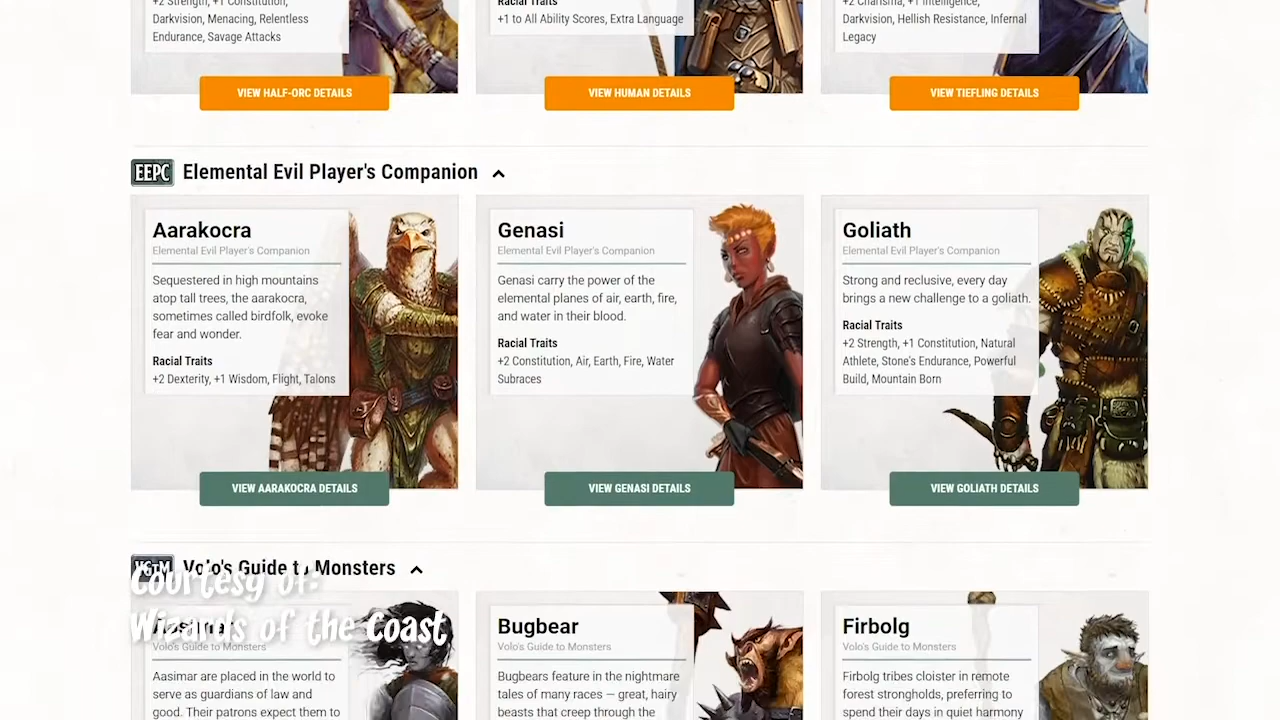 +2 Strength, +1 Constitution,
Darkvision, Menacing, Relentless
Endurance, Savage Attacks
VIEW HALF-ORC DETAILS
Racial Traits
+1 to All Ability Scores, Extra Language
VIEW HUMAN DETAILS
+2 Charisma, +1 Intelligence,
Darkvision, Hellish Resistance, Infernal
Legacy
VIEW TIEFLING DETAILS
EEPC Elemental Evil Player's Companion
Aarakocra
Elemental Evil Player's Companion
Sequestered in high mountains
atop tall trees, the aarakocra,
sometimes called birdfolk, evoke
fear and wonder.
Racial Traits
+2 Dexterity, +1 Wisdom, Flight, Talons
VIEW AARAKOCRA DETAILS
Genasi
Elemental Evil Player's Companion
Genasi carry the power of the
elemental planes of air, earth, fire,
and water in their blood.
Racial Traits
+2 Constitution, Air, Earth, Fire, Water
Subraces
VIEW GENASI DETAILS
Goliath
Elemental Evil Player's Companion
Strong and reclusive, every day
brings a new challenge to a goliath.
Racial Traits
+2 Strength, +1 Constitution, Natural
Athlete, Stone's Endurance, Powerful
Build, Mountain Born
VIEW GOLIATH DETAILS
VGtM Volo's Guide to Monsters
Courtesy of:
Wizards of the Coast
Aasimar
Volo's Guide to Monsters
Aasimar are placed in the world to
serve as guardians of law and
good. Their patrons expect them to
Bugbear
Volo's Guide to Monsters
Bugbears feature in the nightmare
tales of many races — great, hairy
beasts that creep through the
Firbolg
Volo's Guide to Monsters
Firbolg tribes cloister in remote
forest strongholds, preferring to
spend their days in quiet harmony